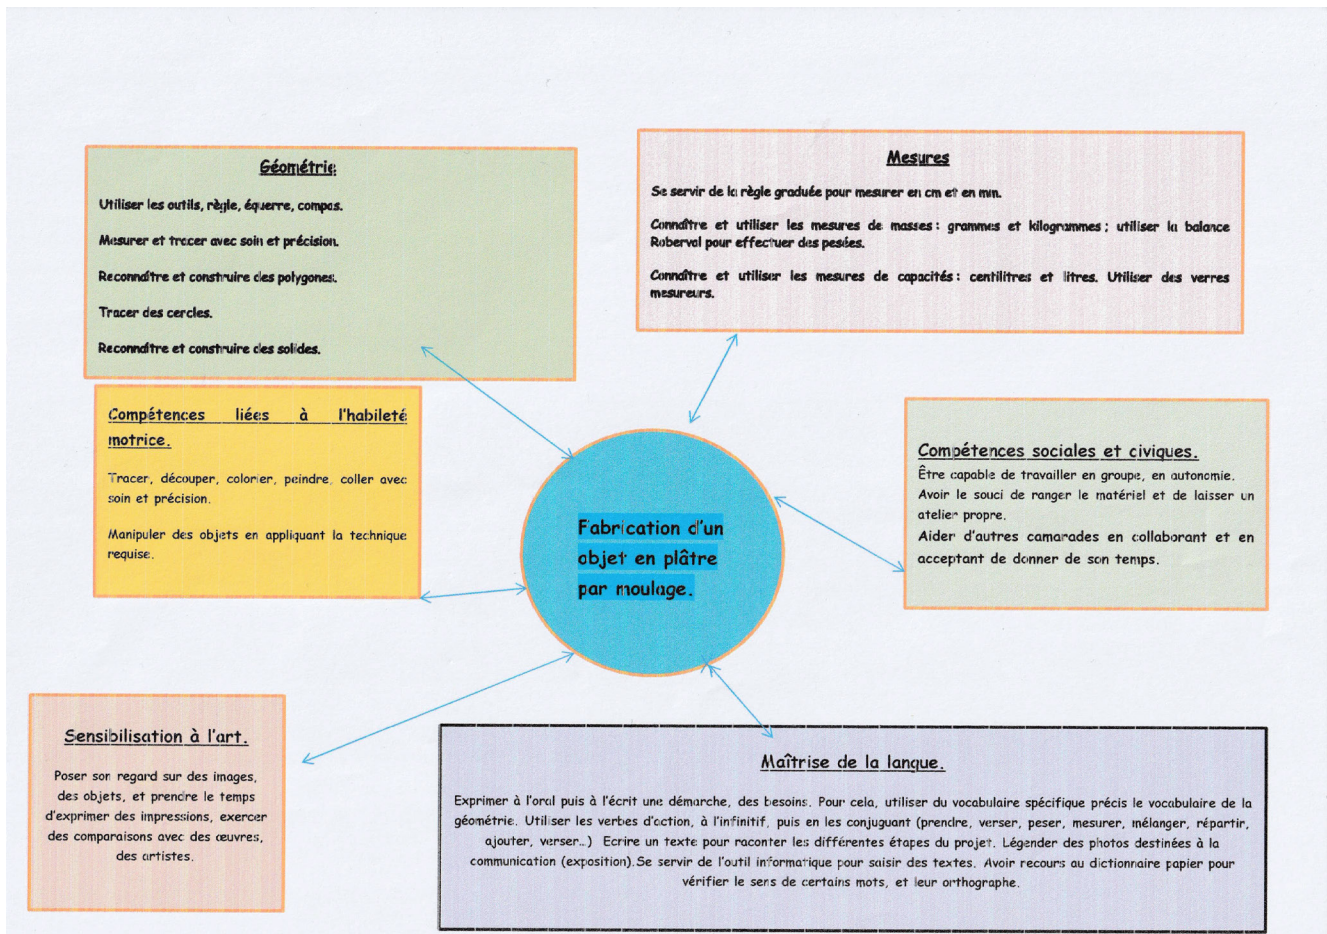 Géométrie
Utiliser les outils, règle, équerre, compas.
Mesurer et tracer avec soin et précision.
Reconnaître et construire des polygones.
Tracer des cercles.
Reconnaître et construire des solides.
Mesures
Se servir de la règle graduée pour mesurer en cm et en mm.
Connaître et utiliser les mesures de masses : grammes et kilogrammes ; utiliser la balance
Roberval pour effectuer des pesées.
Connaître et utiliser les mesures de capacités : centilitres et litres. Utiliser des verres
mesureurs.
Compétences liées à l'habileté
motrice.
Tracer, découper, colorier, peindre, coller avec
soin et précision.
Manipuler des objets en appliquant la technique
requise.
Fabrication d'un
objet en plâtre
par moulage.
Compétences sociales et civiques.
Être capable de travailler en groupe, en autonomie.
Avoir le souci de ranger le matériel et de laisser un
atelier propre.
Aider d'autres camarades en collaborant et en
acceptant de donner de son temps.
Sensibilisation à l'art.
Poser son regard sur des images,
des objets, et prendre le temps
d'exprimer des impressions, exercer
des comparaisons avec des œuvres,
des artistes.
Maîtrise de la langue.
Exprimer à l'oral puis à l'écrit une démarche, des besoins. Pour cela, utiliser du vocabulaire spécifique précis le vocabulaire de la
géométrie. Utiliser les verbes d'action, à l'infinitif, puis en les conjuguant (prendre, verser, peser, mesurer, mélanger, répartir,
ajouter, verser…) Ecrire un texte pour raconter les différentes étapes du projet. Légender des photos destinées à la
communication (exposition).Se servir de l'outil informatique pour saisir des textes. Avoir recours au dictionnaire papier pour
vérifier le sens de certains mots, et leur orthographe.